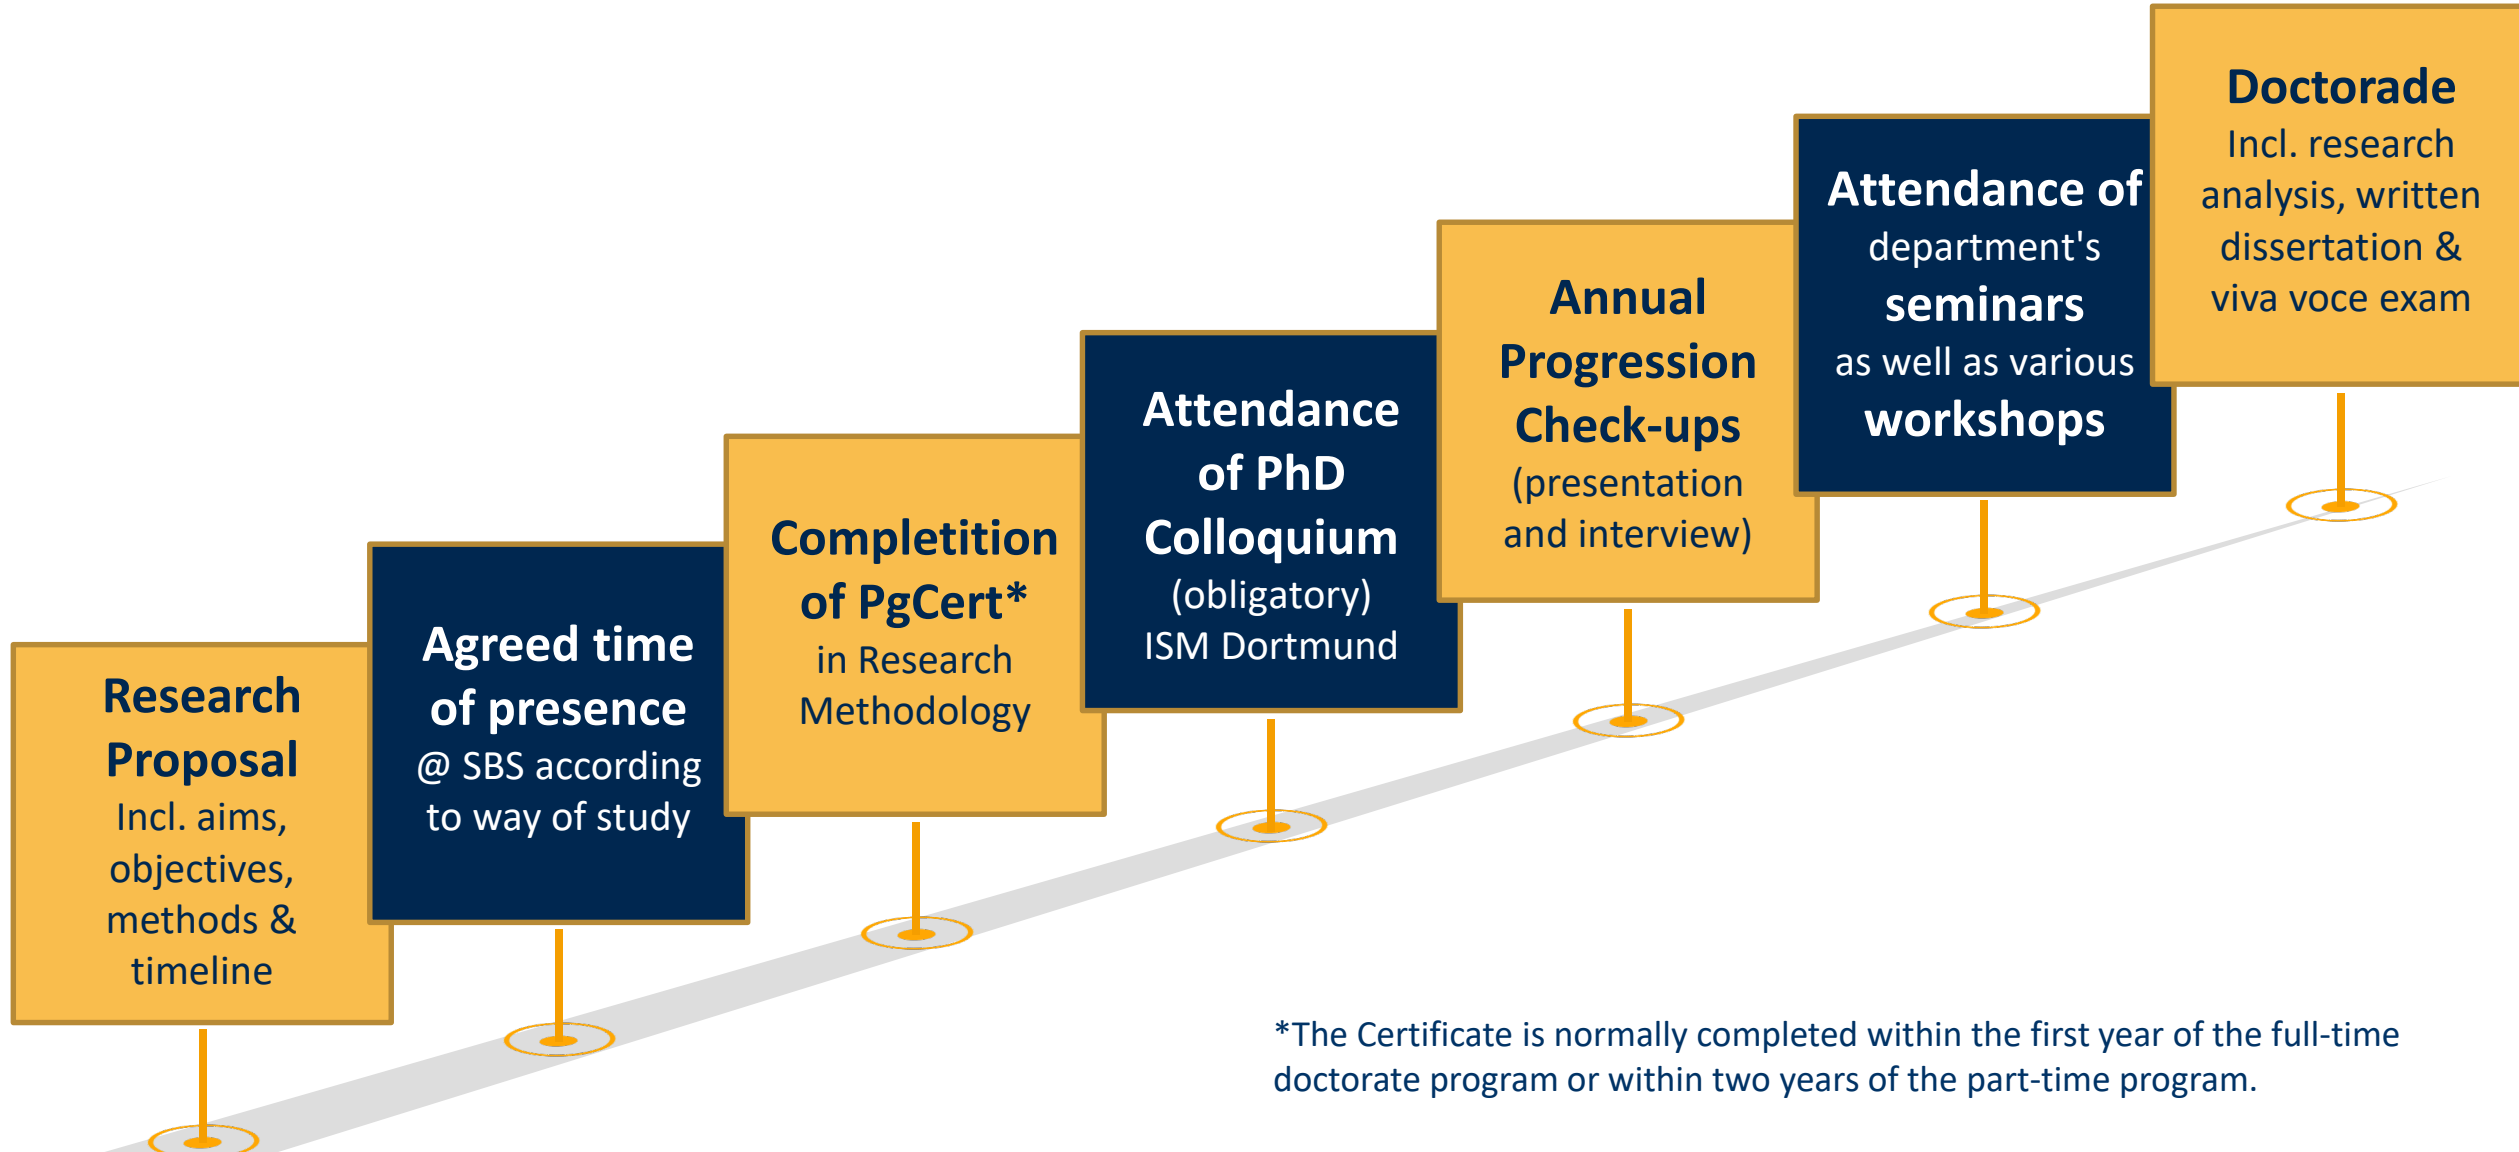 Research
Proposal
Incl. aims,
objectives,
methods &
timeline
Agreed time
of presence
@ SBS according
to way of study
Completition
of PgCert*
in Research
Methodology
Attendance
of PhD
Colloquium
(obligatory)
ISM Dortmund
Annual
Progression
Check-ups
(presentation
and interview)
Attendance of
department's
seminars
as well as various
workshops
Doctorade
Incl. research
analysis, written
dissertation &
viva voce exam
*The Certificate is normally completed within the first year of the full-time
doctorate program or within two years of the part-time program.